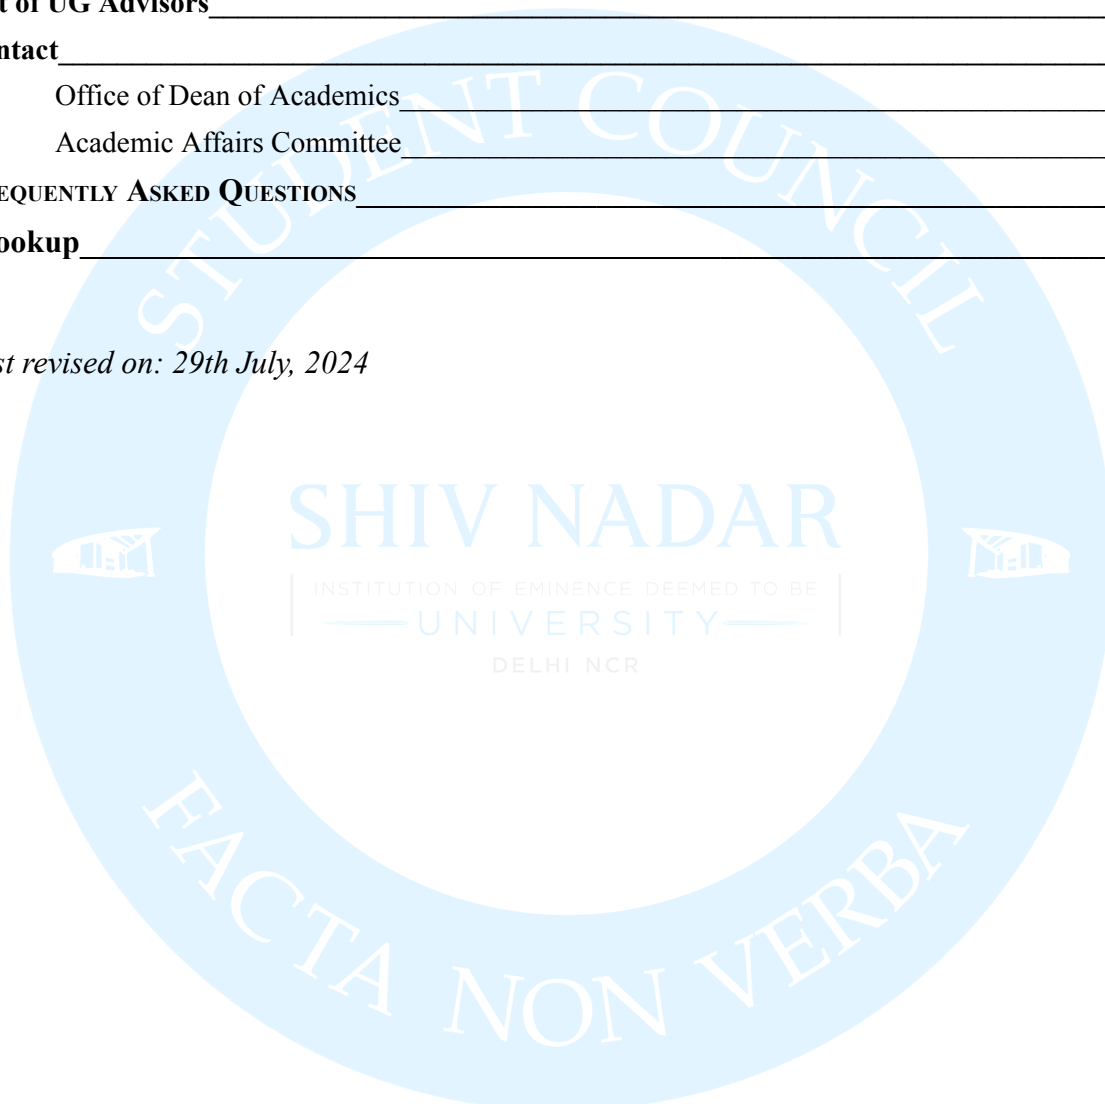 t of UG Advisors
ntact
Office of Dean of Academics
Academic Affairs Committee
EQUENTLY ASKED QUESTIONS
ookup
st revised on: 29th July, 2024
STUDENT COUNCIL
SHIV NADAR
INSTITUTION OF EMINENCE DEEMED TO BE
UNIVERSITY
DELHI NCR
FACTA NON VERBA